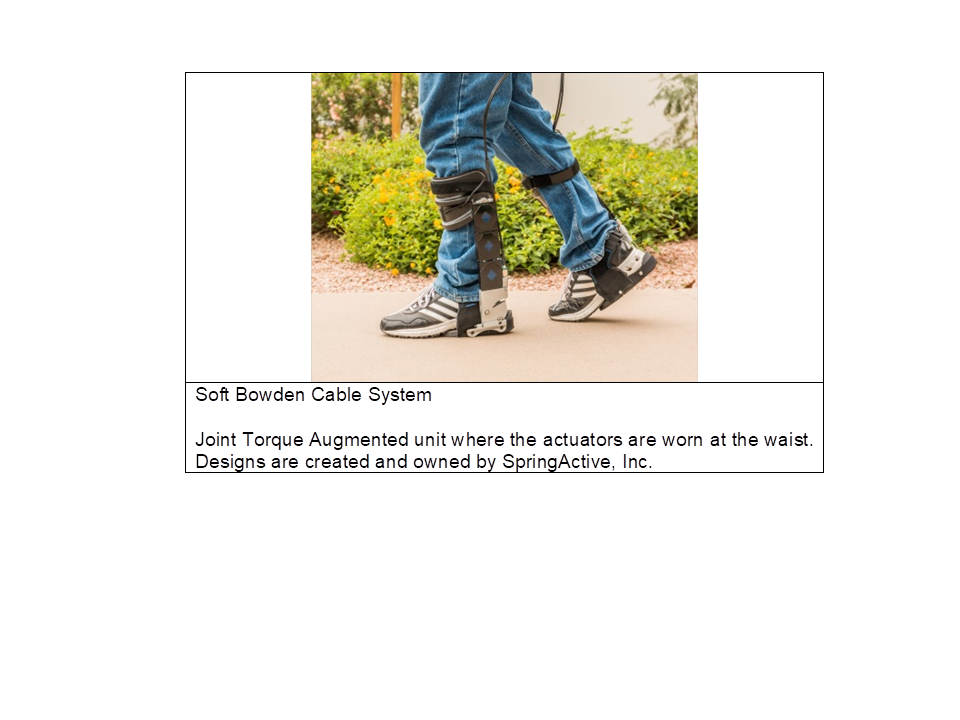 Soft Bowden Cable System
Joint Torque Augmented unit where the actuators are worn at the waist.
Designs are created and owned by SpringActive, Inc.